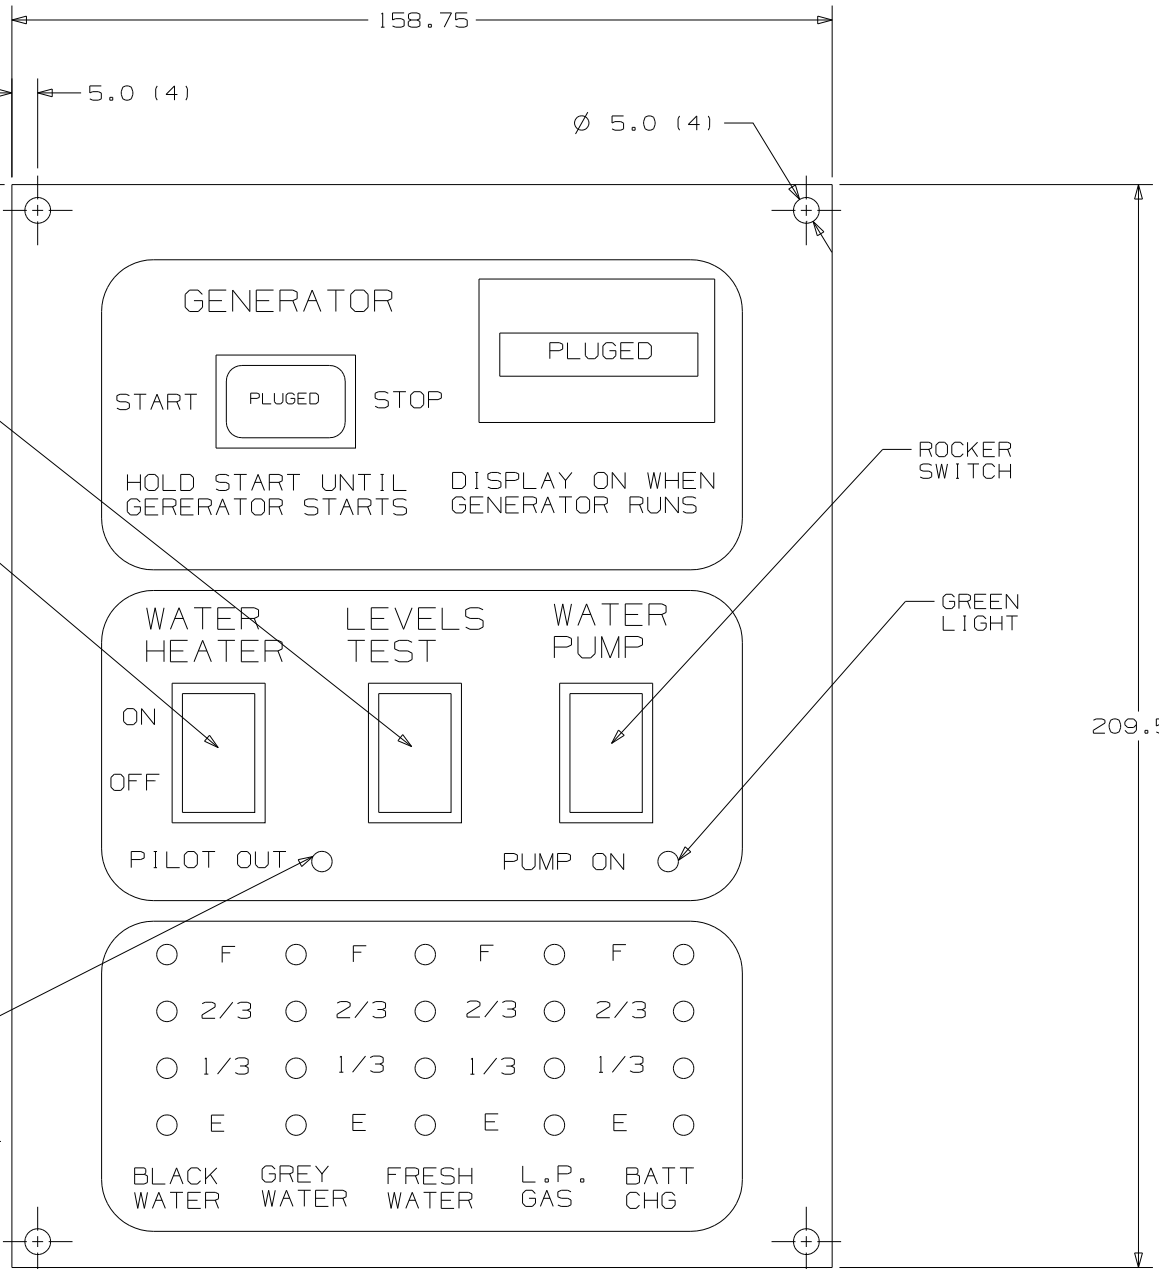 158.75
5.0 (4)
Ø 5.0 (4)
GENERATOR
PLUGED
START
PLUGED
STOP
HOLD START UNTIL
GERERATOR STARTS
DISPLAY ON WHEN
GENERATOR RUNS
ROCKER
SWITCH
WATER
HEATER
LEVELS
TEST
WATER
PUMP
GREEN
LIGHT
ON
OFF
209.5
PILOT OUT
PUMP ON
F F F F
2/3 2/3 2/3 2/3
1/3 1/3 1/3 1/3
E E E E
BLACK
WATER
GREY
WATER
FRESH
WATER
L.P.
GAS
BATT
CHG